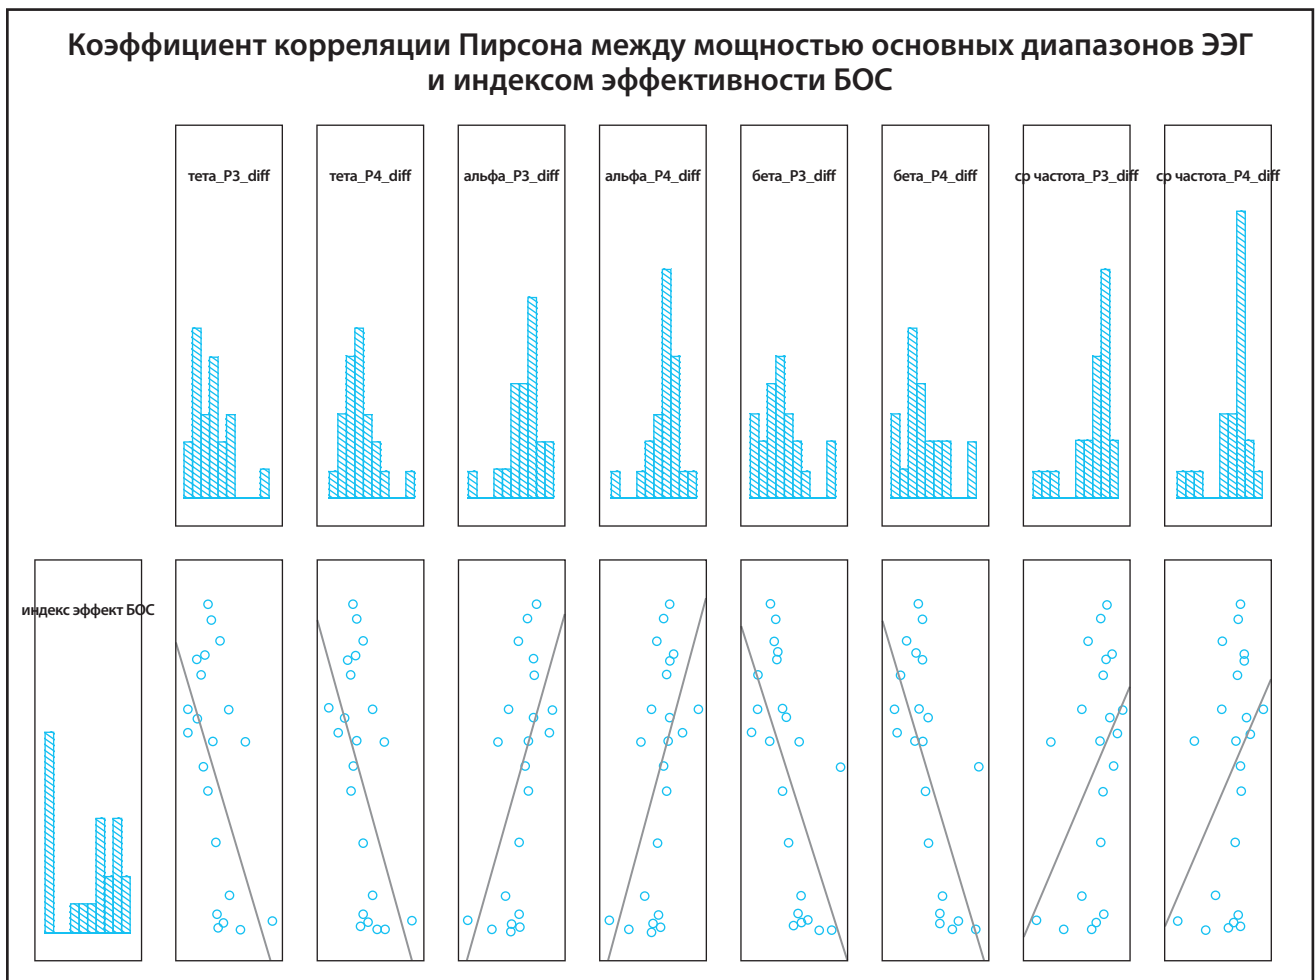 Коэффициент корреляции Пирсона между мощностью основных диапазонов ЭЭГ
и индексом эффективности БОС
тета_P3_diff
тета_P4_diff
альфа_P3_diff
альфа_P4_diff
бета_P3_diff
бета_P4_diff
ср частота_P3_diff
ср частота_P4_diff
индекс эффект БОС